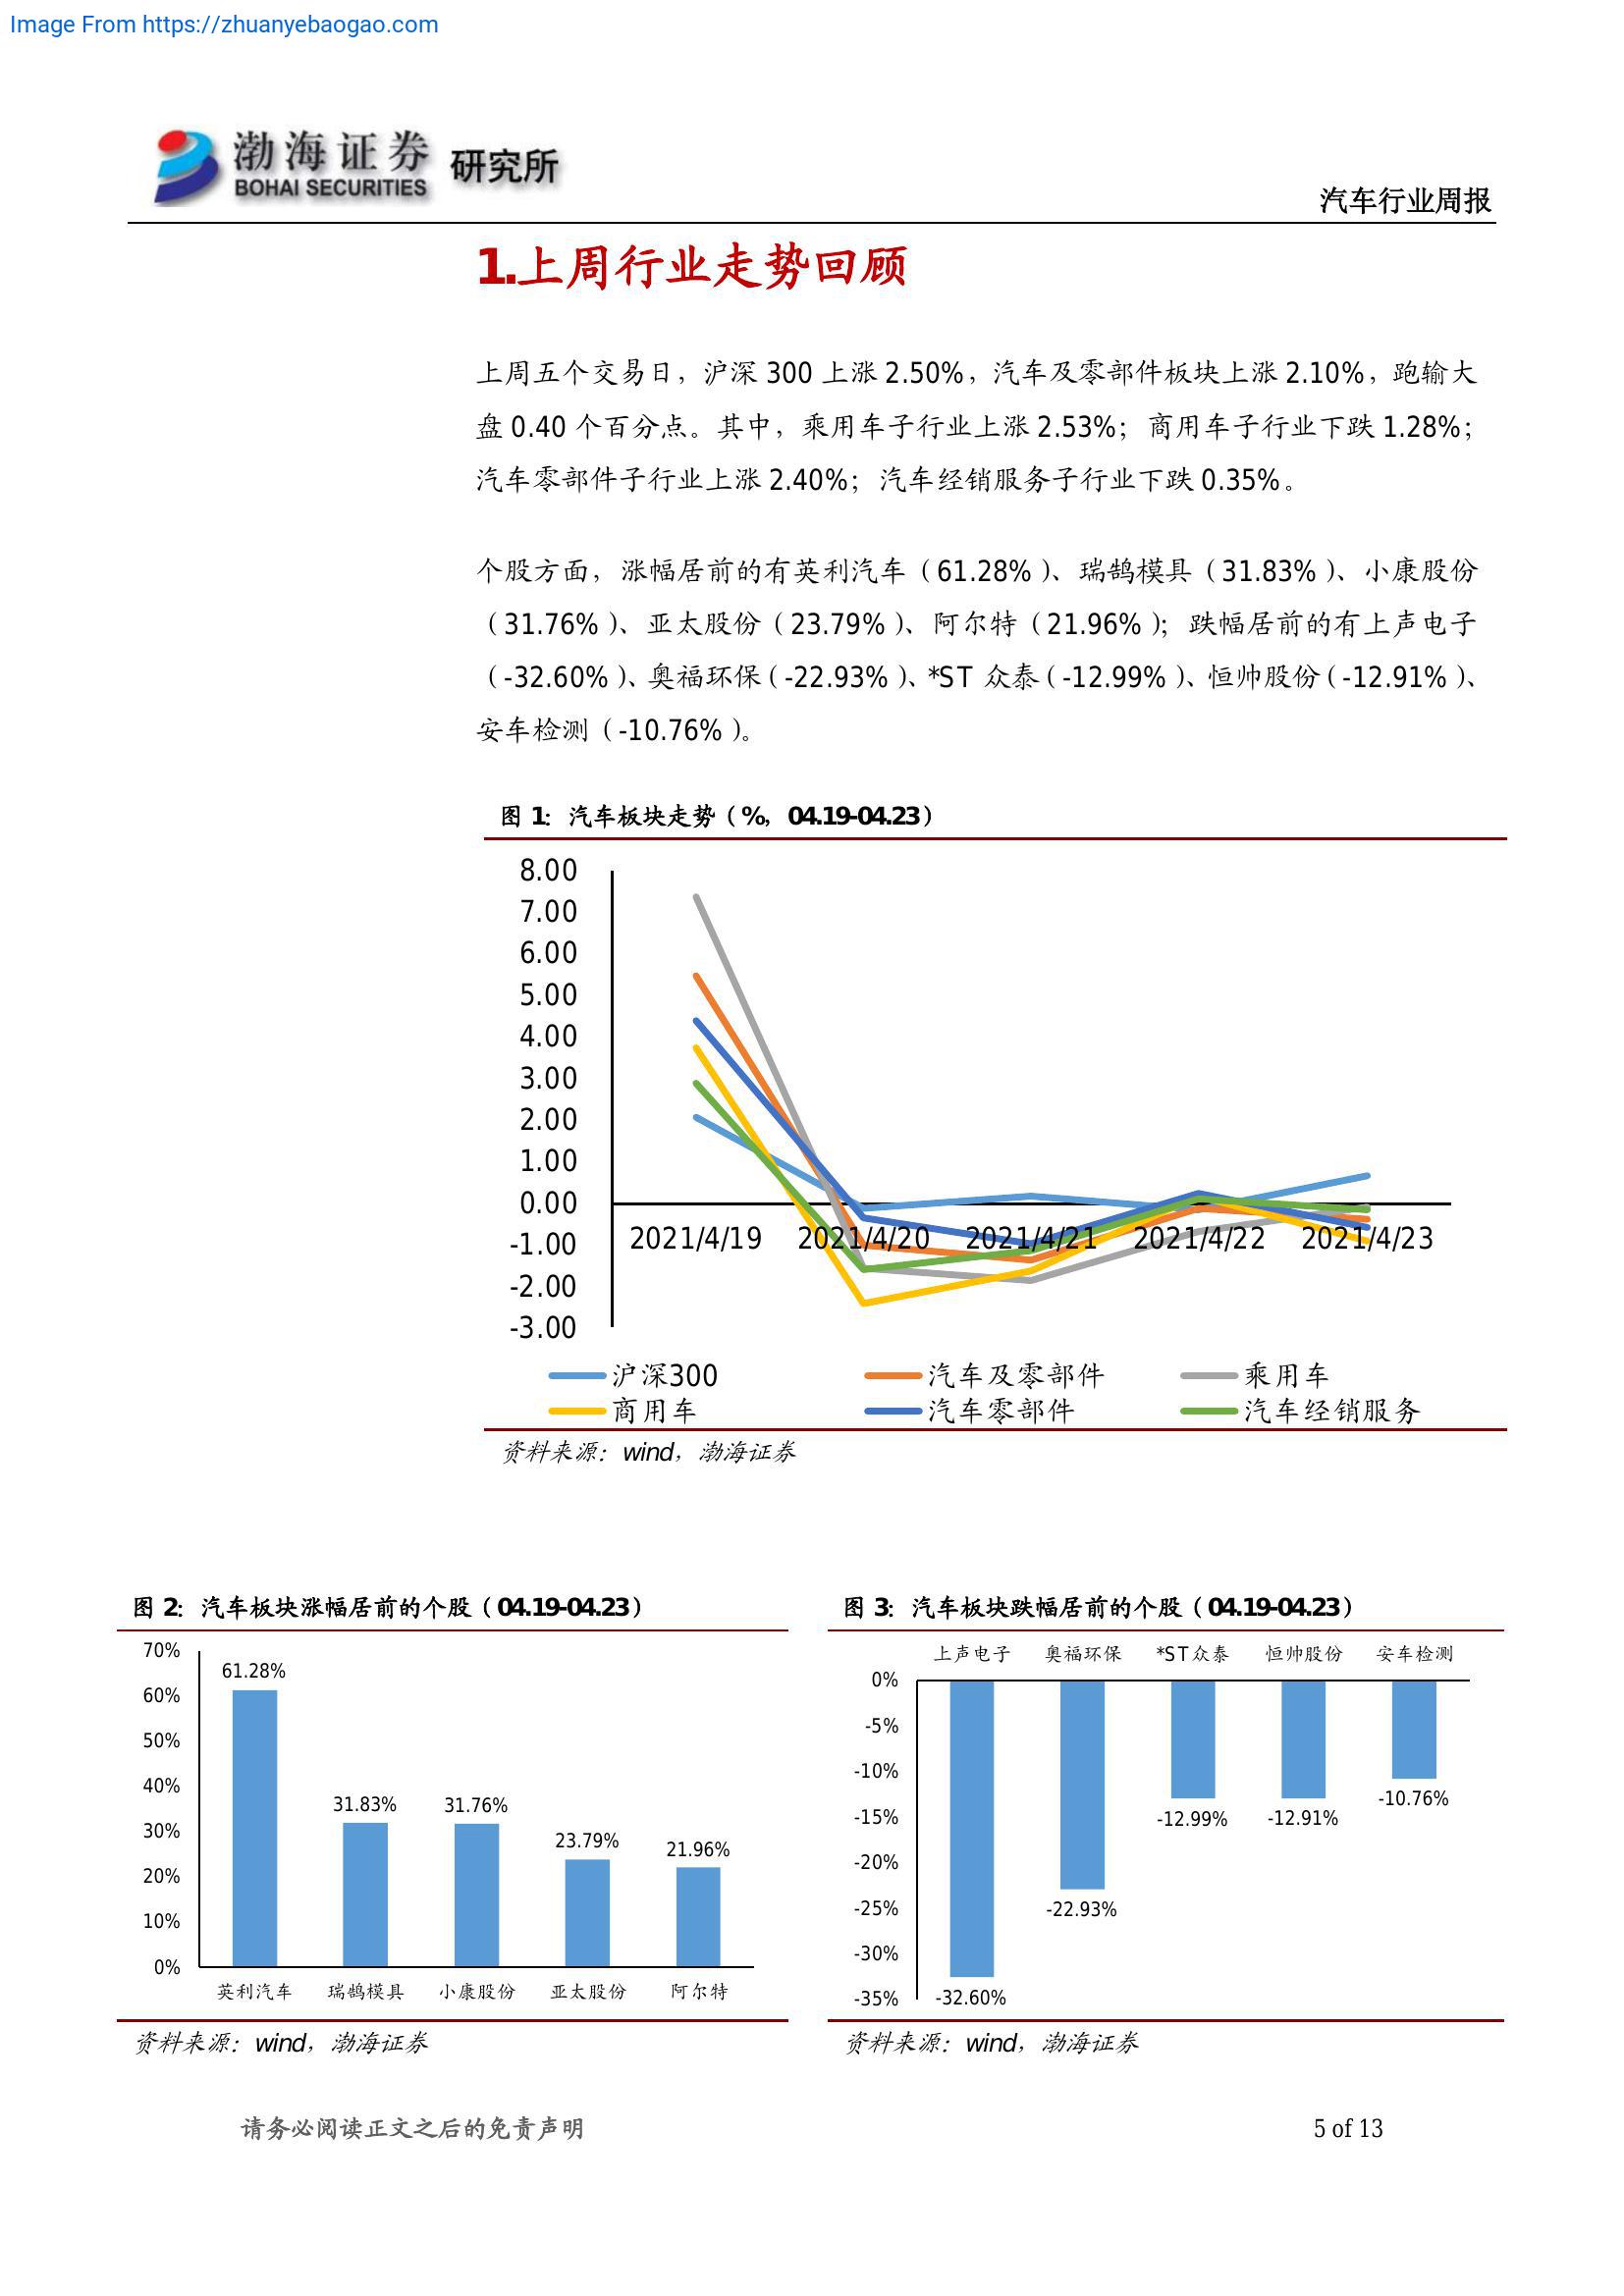 Image From https://zhuanyebaogao.com
渤海证券 研究所
BOHAI SECURITIES
汽车行业周报
1.上周行业走势回顾
上周五个交易日，沪深 300 上涨 2.50%，汽车及零部件板块上涨 2.10%，跑输大
盘 0.40 个百分点。其中，乘用车子行业上涨 2.53%；商用车子行业下跌 1.28%；
汽车零部件子行业上涨 2.40%；汽车经销服务子行业下跌 0.35%。
个股方面，涨幅居前的有英利汽车（61.28%）、瑞鹄模具（31.83%）、小康股份
（31.76%）、亚太股份（23.79%）、阿尔特（21.96%）；跌幅居前的有上声电子
（-32.60%）、奥福环保（-22.93%）、*ST 众泰（-12.99%）、恒帅股份（-12.91%）、
安车检测（-10.76%）。
图 1：汽车板块走势（%，04.19-04.23）
8.00
7.00
6.00
5.00
4.00
3.00
2.00
1.00
0.00
-1.00
-2.00
-3.00
2021/4/19 2021/4/20 2021/4/21 2021/4/22 2021/4/23
沪深300 汽车及零部件 乘用车
商用车 汽车零部件 汽车经销服务
资料来源：wind，渤海证券
图 2：汽车板块涨幅居前的个股（04.19-04.23）
70%
60%
50%
40%
30%
20%
10%
0%
61.28%
31.83%
31.76%
23.79%
21.96%
英利汽车 瑞鹄模具 小康股份 亚太股份 阿尔特
资料来源：wind，渤海证券
图 3：汽车板块跌幅居前的个股（04.19-04.23）
上声电子 奥福环保 *ST众泰 恒帅股份 安车检测
0%
-5%
-10%
-15%
-20%
-25%
-30%
-35%
-32.60%
-22.93%
-12.99%
-12.91%
-10.76%
资料来源：wind，渤海证券
请务必阅读正文之后的免责声明
5 of 13